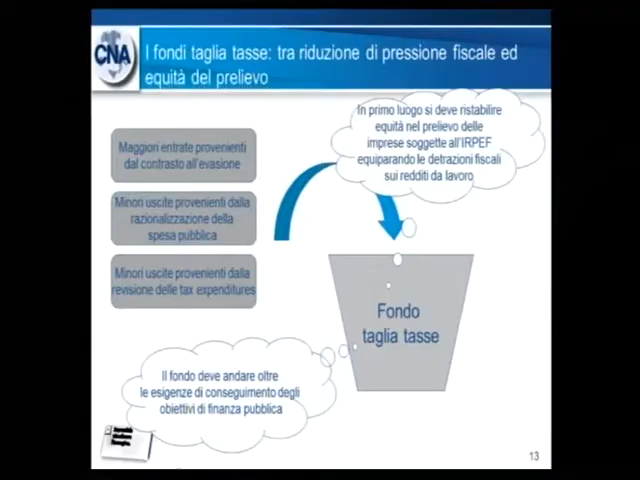 CNA
I fondi taglia tasse: tra riduzione di pressione fiscale ed
equità del prelievo
In primo luogo si deve ristabilire
equità nel prelievo delle
imprese soggette all'IRPEF
equiparando le detrazioni fiscali
sui redditi da lavoro
Maggiori entrate provenienti
dal contrasto all'evasione
Minori uscite provenienti dalla
razionalizzazione della
spesa pubblica
Minori uscite provenienti dalla
revisione delle tax expenditures
Fondo
taglia tasse
Il fondo deve andare oltre
le esigenze di conseguimento degli
obiettivi di finanza pubblica
13